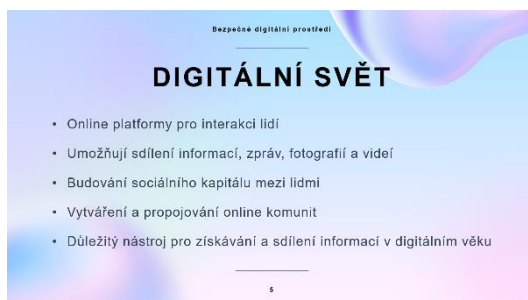 Bezpečné digitální prostředí
DIGITÁLNÍ SVĚT
• Online platformy pro interakci lidí
• Umožňují sdílení informací, zpráv, fotografií a videí
• Budování sociálního kapitálu mezi lidmi
• Vytváření a propojování online komunit
• Důležitý nástroj pro získávání a sdílení informací v digitálním věku
5